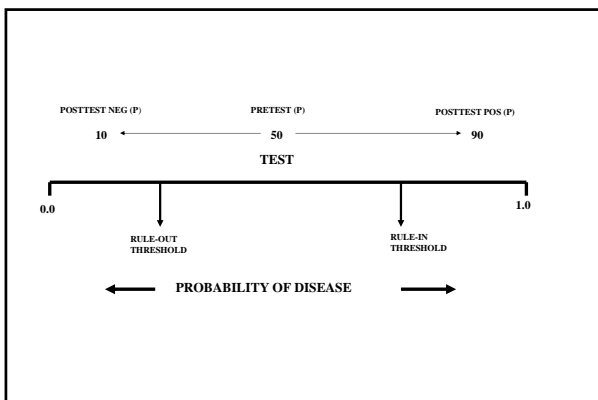 POSTTEST NEG (P) PRETEST (P) POSTTEST POS (P)
10 50 90
TEST
0.0 1.0
RULE-OUT RULE-IN
THRESHOLD THRESHOLD
PROBABILITY OF DISEASE